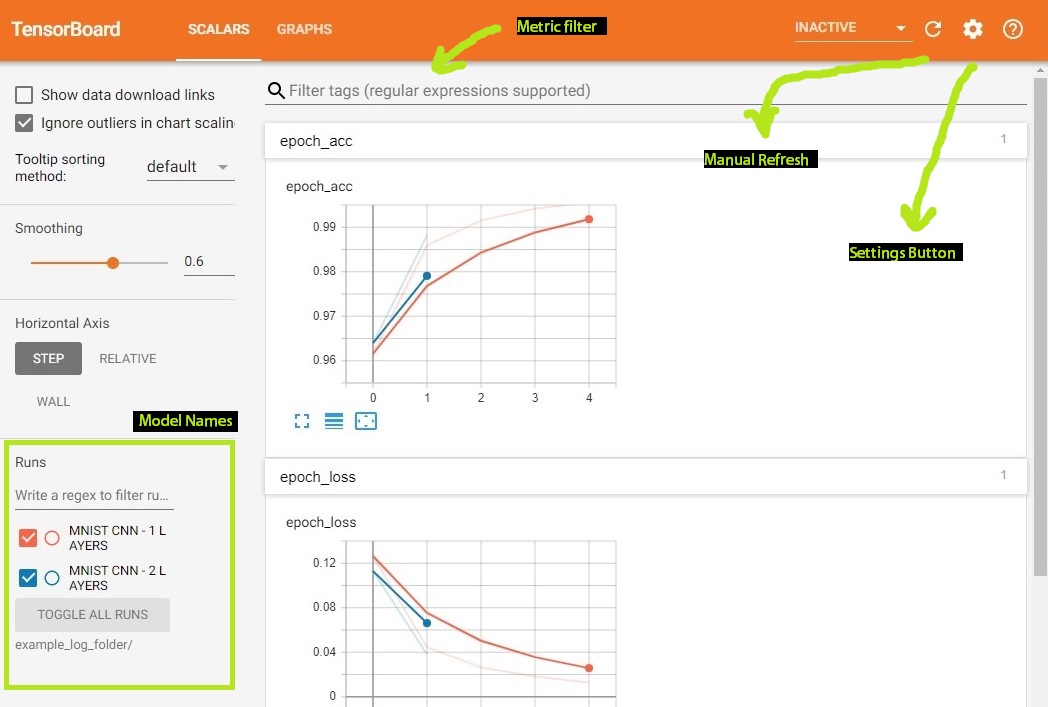 TensorBoard
SCALARS
GRAPHS
Metric filter
INACTIVE
Show data download links
Ignore outliers in chart scalin
Tooltip sorting
method:
default
Smoothing
0.6
Horizontal Axis
STEP
RELATIVE
WALL
Model Names
Runs
Write a regex to filter ru...
MNIST CNN - 1 L
AYERS
MNIST CNN - 2 L
AYERS
TOGGLE ALL RUNS
example_log_folder/
Filter tags (regular expressions supported)
Manual Refresh
Settings Button
epoch_acc
1
epoch_acc
0.99
0.98
0.97
0.96
0 1 2 3 4
epoch_loss
1
epoch_loss
0.12
0.08
0.04
0